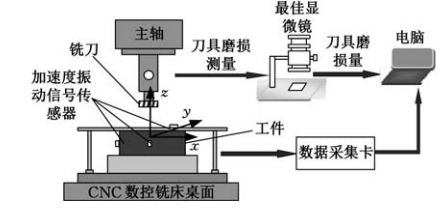 主轴
铣刀
加速度振
动信号传
感器
z
y
x
工件
CNC 数控铣床桌面
刀具磨损
测量
最佳显
微镜
刀具磨
损量
电脑
数据采集卡